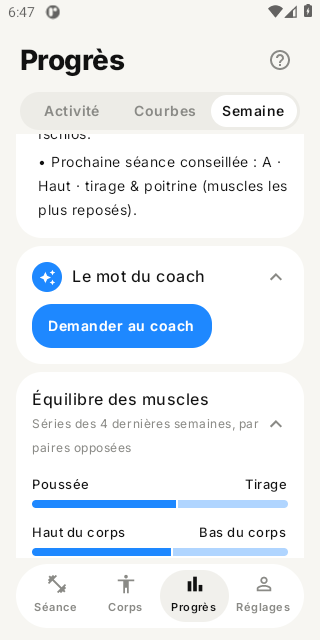 6:47
Progrès
Activité
Courbes
Semaine
ischios.
• Prochaine séance conseillée : A ·
Haut · tirage & poitrine (muscles les
plus reposés).
Le mot du coach
Demander au coach
Équilibre des muscles
Séries des 4 dernières semaines, par
paires opposées
Poussée
Tirage
Haut du corps
Bas du corps
Séance
Corps
Progrès
Réglages